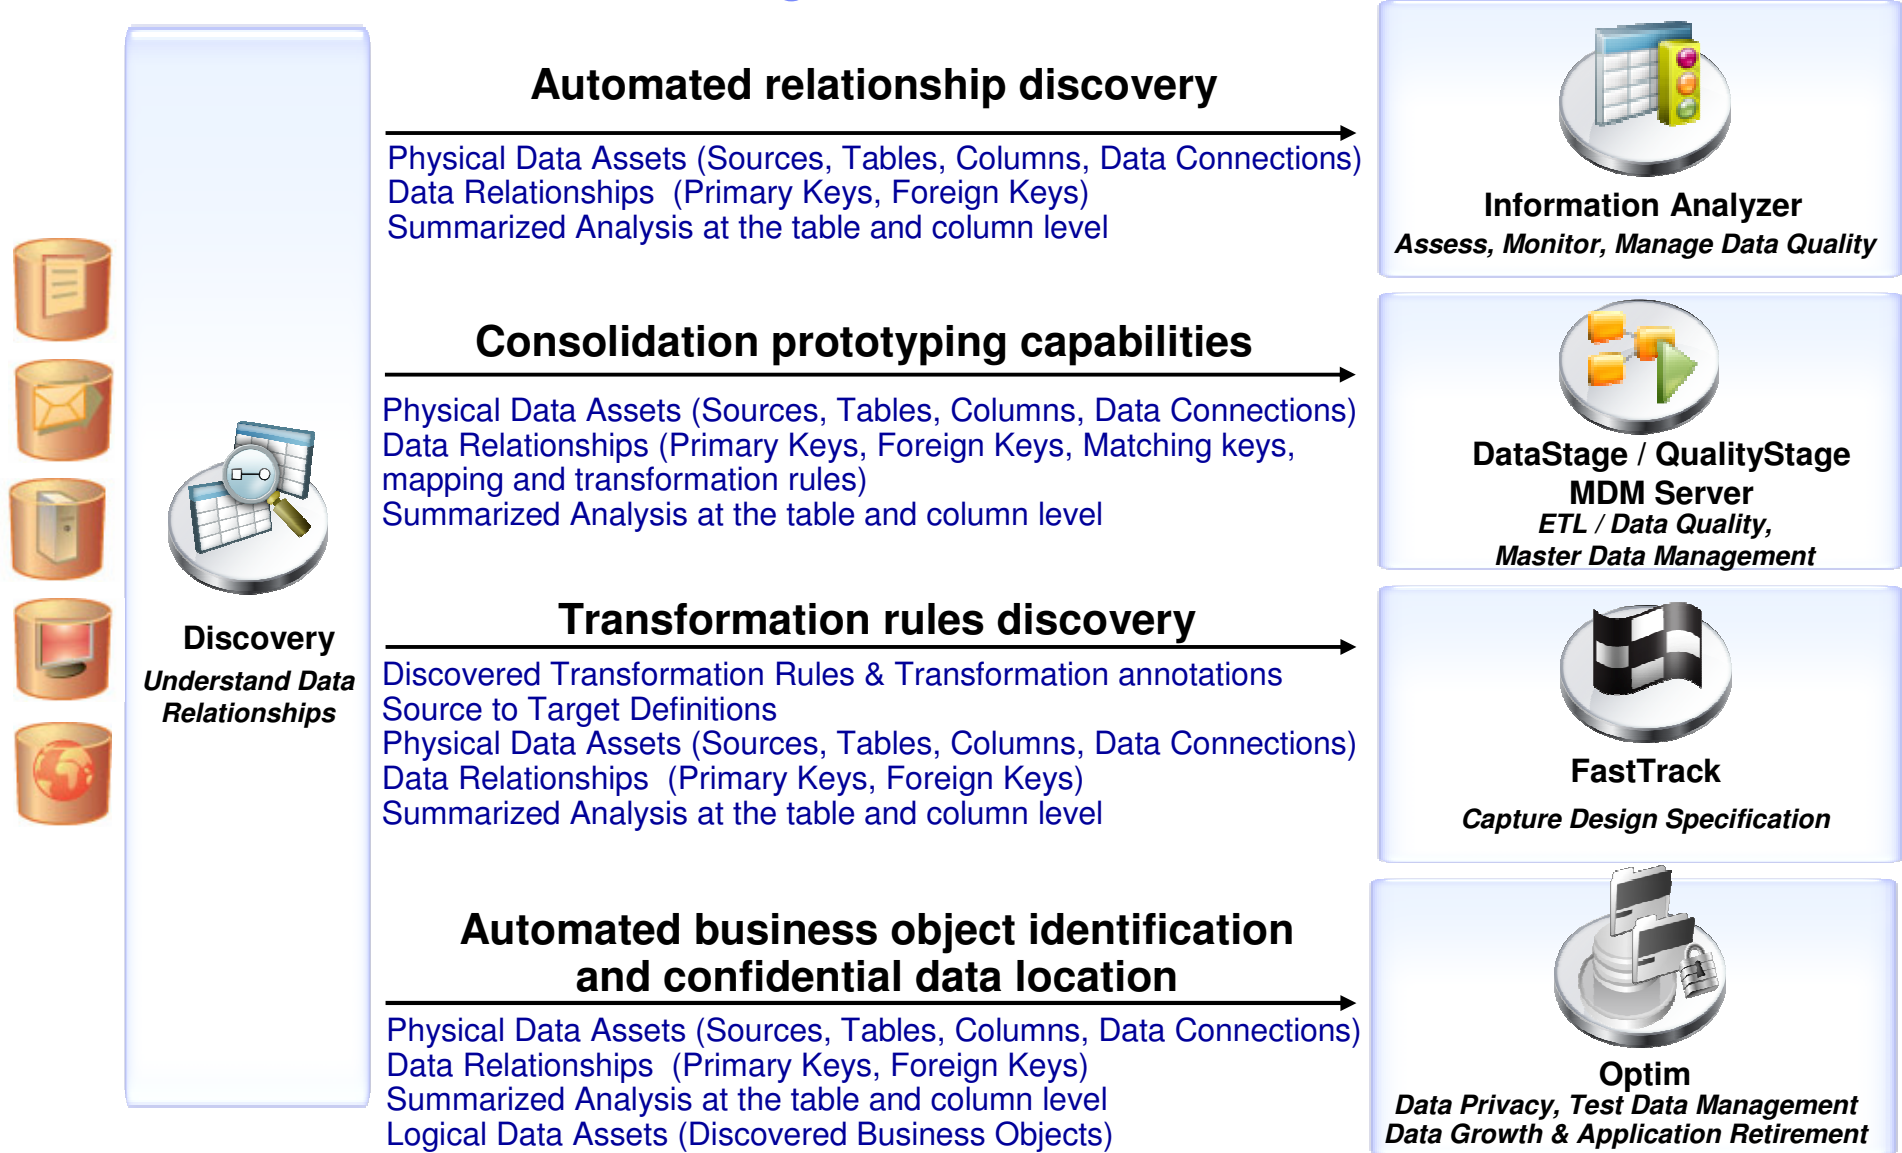 Discovery
Understand Data
Relationships
Automated relationship discovery
Physical Data Assets (Sources, Tables, Columns, Data Connections)
Data Relationships (Primary Keys, Foreign Keys)
Summarized Analysis at the table and column level
Information Analyzer
Assess, Monitor, Manage Data Quality
Consolidation prototyping capabilities
Physical Data Assets (Sources, Tables, Columns, Data Connections)
Data Relationships (Primary Keys, Foreign Keys, Matching keys,
mapping and transformation rules)
Summarized Analysis at the table and column level
DataStage / QualityStage
MDM Server
ETL / Data Quality,
Master Data Management
Transformation rules discovery
Discovered Transformation Rules & Transformation annotations
Source to Target Definitions
Physical Data Assets (Sources, Tables, Columns, Data Connections)
Data Relationships (Primary Keys, Foreign Keys)
Summarized Analysis at the table and column level
FastTrack
Capture Design Specification
Automated business object identification
and confidential data location
Physical Data Assets (Sources, Tables, Columns, Data Connections)
Data Relationships (Primary Keys, Foreign Keys)
Summarized Analysis at the table and column level
Logical Data Assets (Discovered Business Objects)
Optim
Data Privacy, Test Data Management
Data Growth & Application Retirement